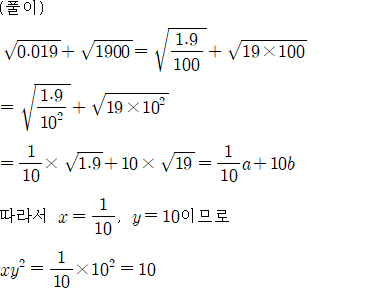 (풀이)
√0.019 + √1900 = √(1.9/100) + √(19×100)
= √(1.9/10²) + √(19×10²)
= 1/10 × √1.9 + 10 × √19 = 1/10 a + 10b
따라서 x = 1/10, y = 10이므로
xy² = 1/10 × 10² = 10